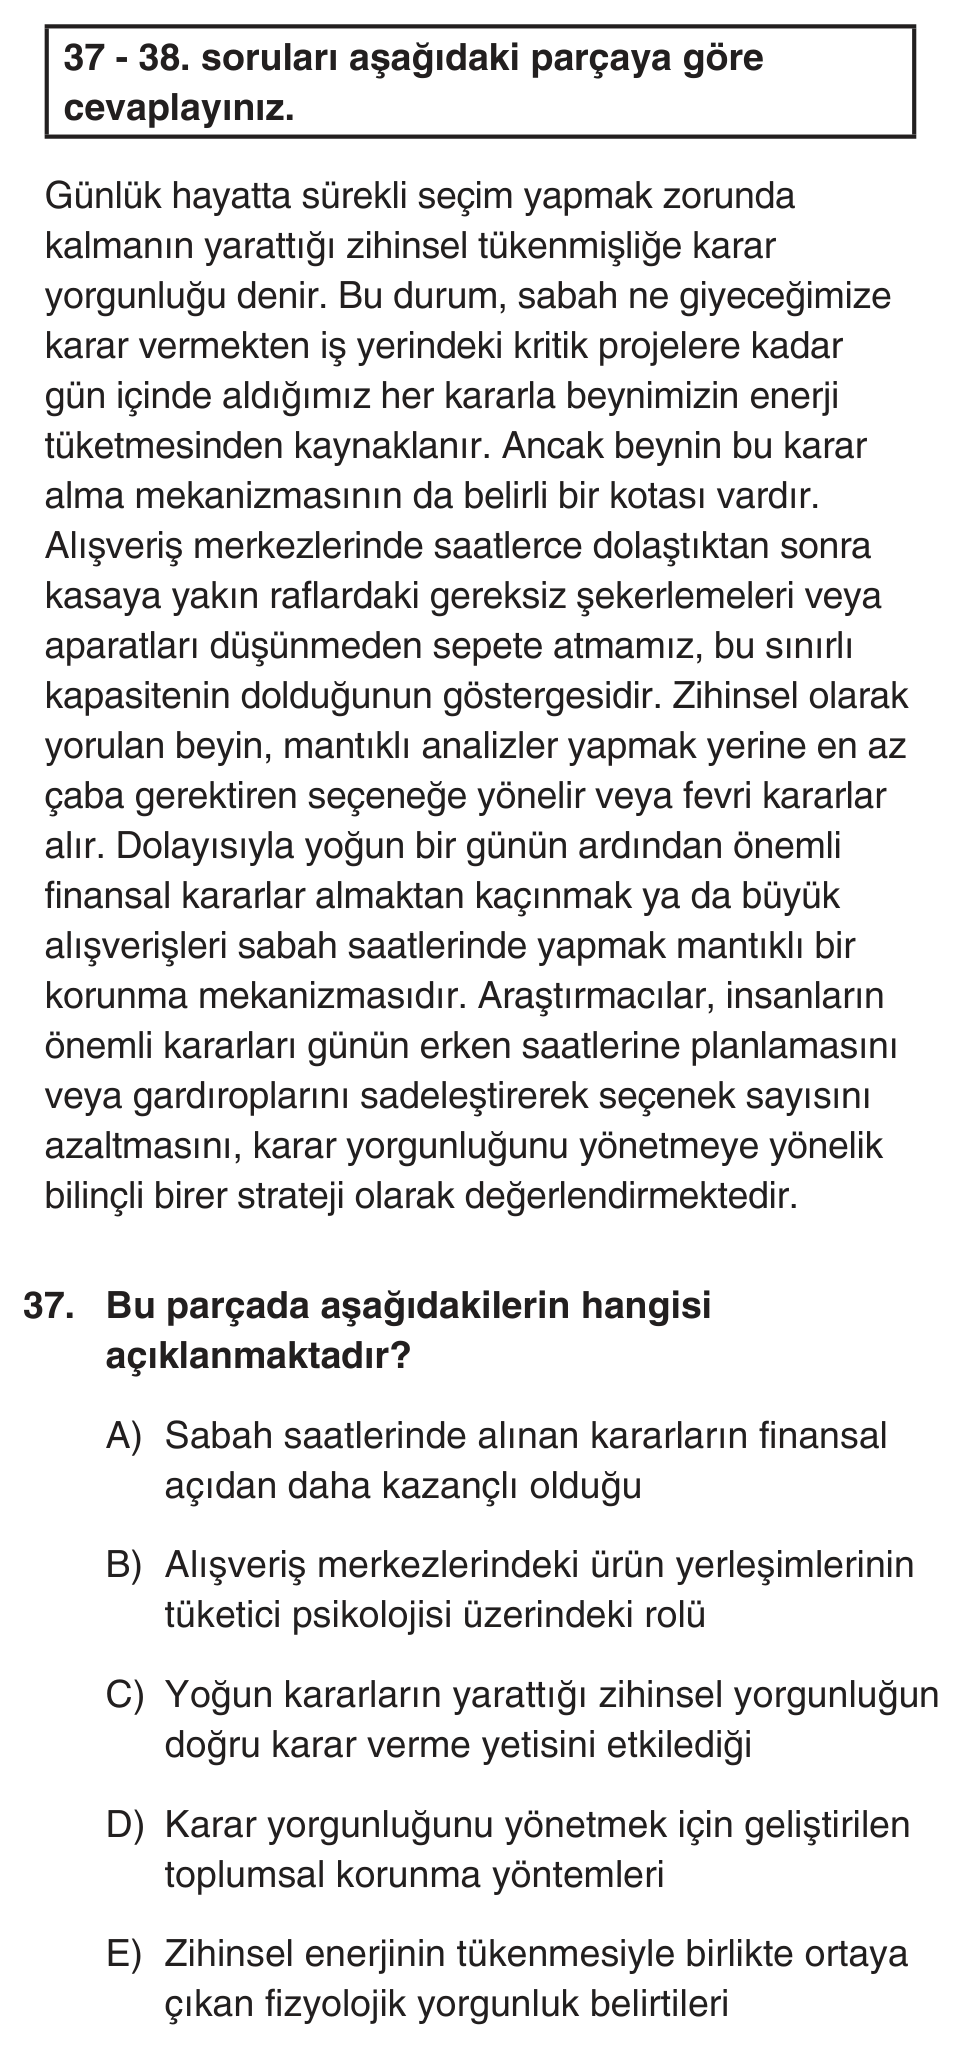 37 - 38. soruları aşağıdaki parçaya göre
cevaplayınız.
Günlük hayatta sürekli seçim yapmak zorunda
kalmanın yarattığı zihinsel tükenmişliğe karar
yorgunluğu denir. Bu durum, sabah ne giyeceğimize
karar vermekten iş yerindeki kritik projelere kadar
gün içinde aldığımız her kararla beynimizin enerji
tüketmesinden kaynaklanır. Ancak beynin bu karar
alma mekanizmasının da belirli bir kotası vardır.
Alışveriş merkezlerinde saatlerce dolaştıktan sonra
kasaya yakın raflardaki gereksiz şekerlemeleri veya
aparatları düşünmeden sepete atmamız, bu sınırlı
kapasitenin dolduğunun göstergesidir. Zihinsel olarak
yorulan beyin, mantıklı analizler yapmak yerine en az
çaba gerektiren seçeneğe yönelir veya fevri kararlar
alır. Dolayısıyla yoğun bir günün ardından önemli
finansal kararlar almaktan kaçınmak ya da büyük
alışverişleri sabah saatlerinde yapmak mantıklı bir
korunma mekanizmasıdır. Araştırmacılar, insanların
önemli kararları günün erken saatlerine planlamasını
veya gardıroplarını sadeleştirerek seçenek sayısını
azaltmasını, karar yorgunluğunu yönetmeye yönelik
bilinçli birer strateji olarak değerlendirmektedir.
37. Bu parçada aşağıdakilerin hangisi
açıklanmaktadır?
A) Sabah saatlerinde alınan kararların finansal
açıdan daha kazançlı olduğu
B) Alışveriş merkezlerindeki ürün yerleşimlerinin
tüketici psikolojisi üzerindeki rolü
C) Yoğun kararların yarattığı zihinsel yorgunluğun
doğru karar verme yetisini etkilediği
D) Karar yorgunluğunu yönetmek için geliştirilen
toplumsal korunma yöntemleri
E) Zihinsel enerjinin tükenmesiyle birlikte ortaya
çıkan fizyolojik yorgunluk belirtileri